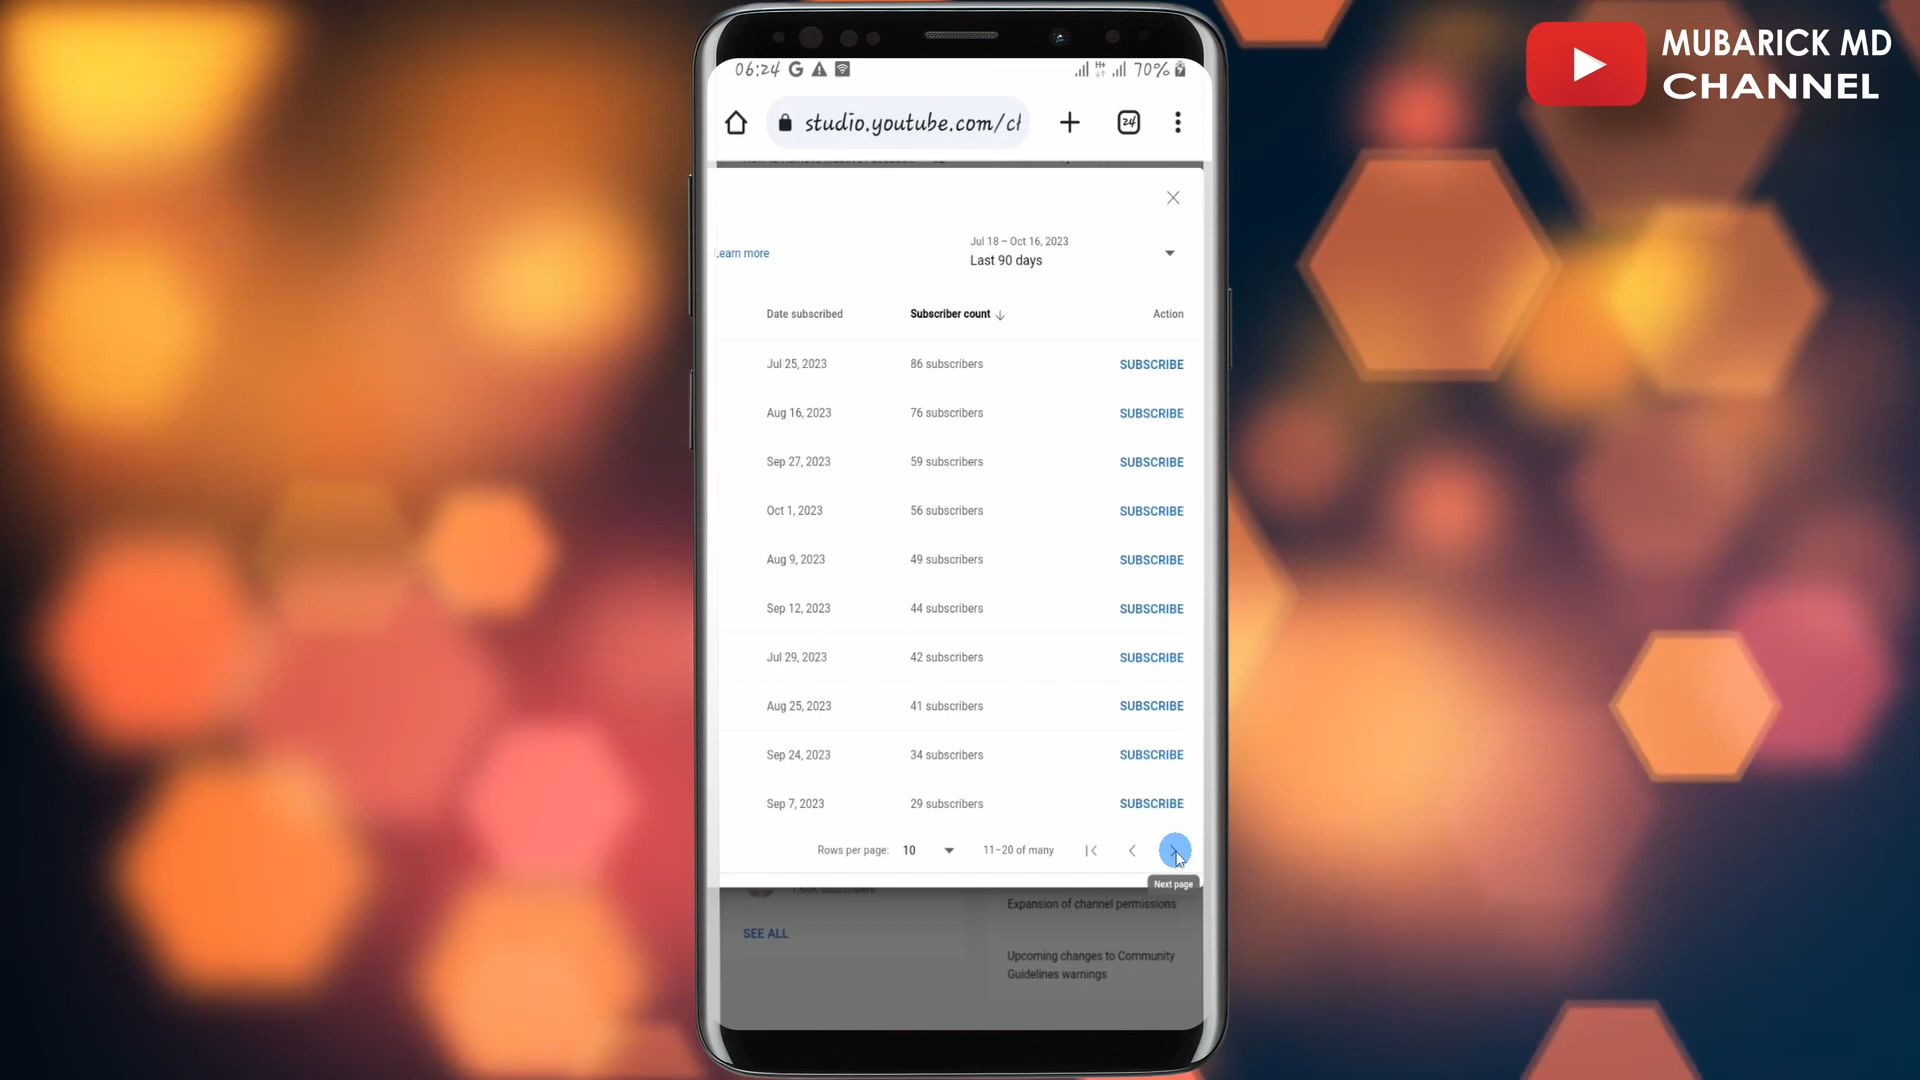 MUBARICK MD
CHANNEL
06:24 G 70%
studio.youtube.com/cl
24
Learn more
Jul 18 – Oct 16, 2023
Last 90 days
Date subscribed Subscriber count Action
Jul 25, 2023 86 subscribers SUBSCRIBE
Aug 16, 2023 76 subscribers SUBSCRIBE
Sep 27, 2023 59 subscribers SUBSCRIBE
Oct 1, 2023 56 subscribers SUBSCRIBE
Aug 9, 2023 49 subscribers SUBSCRIBE
Sep 12, 2023 44 subscribers SUBSCRIBE
Jul 29, 2023 42 subscribers SUBSCRIBE
Aug 25, 2023 41 subscribers SUBSCRIBE
Sep 24, 2023 34 subscribers SUBSCRIBE
Sep 7, 2023 29 subscribers SUBSCRIBE
Rows per page: 10 11–20 of many
Next page
Expansion of channel permissions
SEE ALL
Upcoming changes to Community
Guidelines warnings